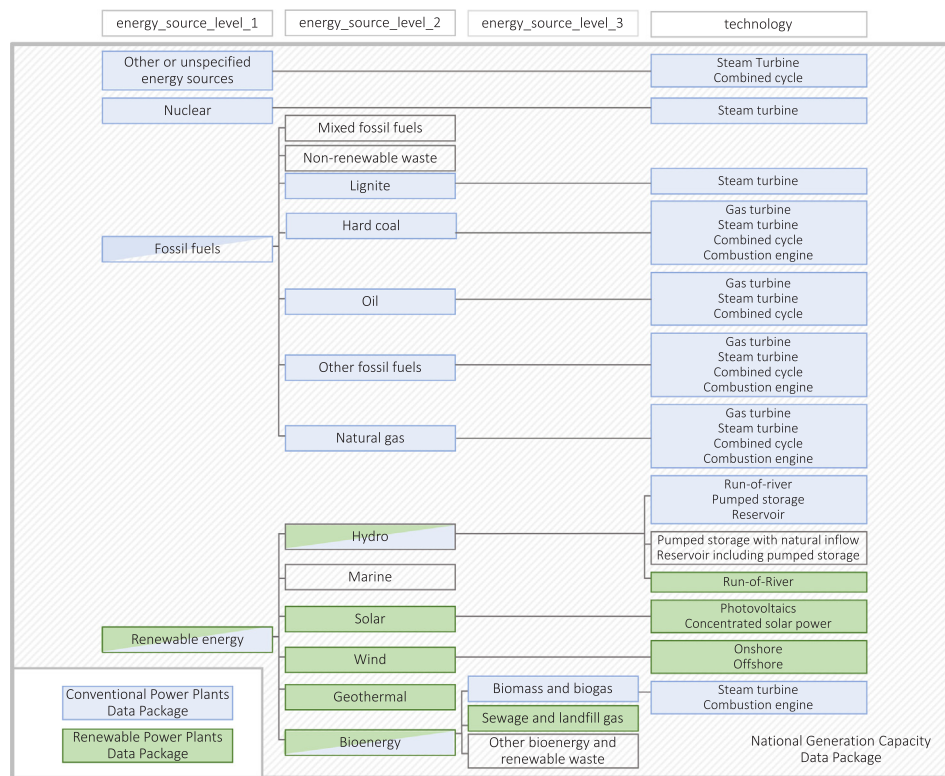 energy_source_level_1
energy_source_level_2
energy_source_level_3
technology
Other or unspecified
energy sources
Steam Turbine
Combined cycle
Nuclear
Steam turbine
Mixed fossil fuels
Non-renewable waste
Lignite
Steam turbine
Fossil fuels
Hard coal
Gas turbine
Steam turbine
Combined cycle
Combustion engine
Oil
Gas turbine
Steam turbine
Combined cycle
Other fossil fuels
Gas turbine
Steam turbine
Combined cycle
Combustion engine
Natural gas
Gas turbine
Steam turbine
Combined cycle
Combustion engine
Renewable energy
Hydro
Run-of-river
Pumped storage
Reservoir
Pumped storage with natural inflow
Reservoir including pumped storage
Run-of-River
Marine
Solar
Photovoltaics
Concentrated solar power
Wind
Onshore
Offshore
Geothermal
Bioenergy
Biomass and biogas
Steam turbine
Combustion engine
Sewage and landfill gas
Other bioenergy and
renewable waste
Conventional Power Plants
Data Package
Renewable Power Plants
Data Package
National Generation Capacity
Data Package